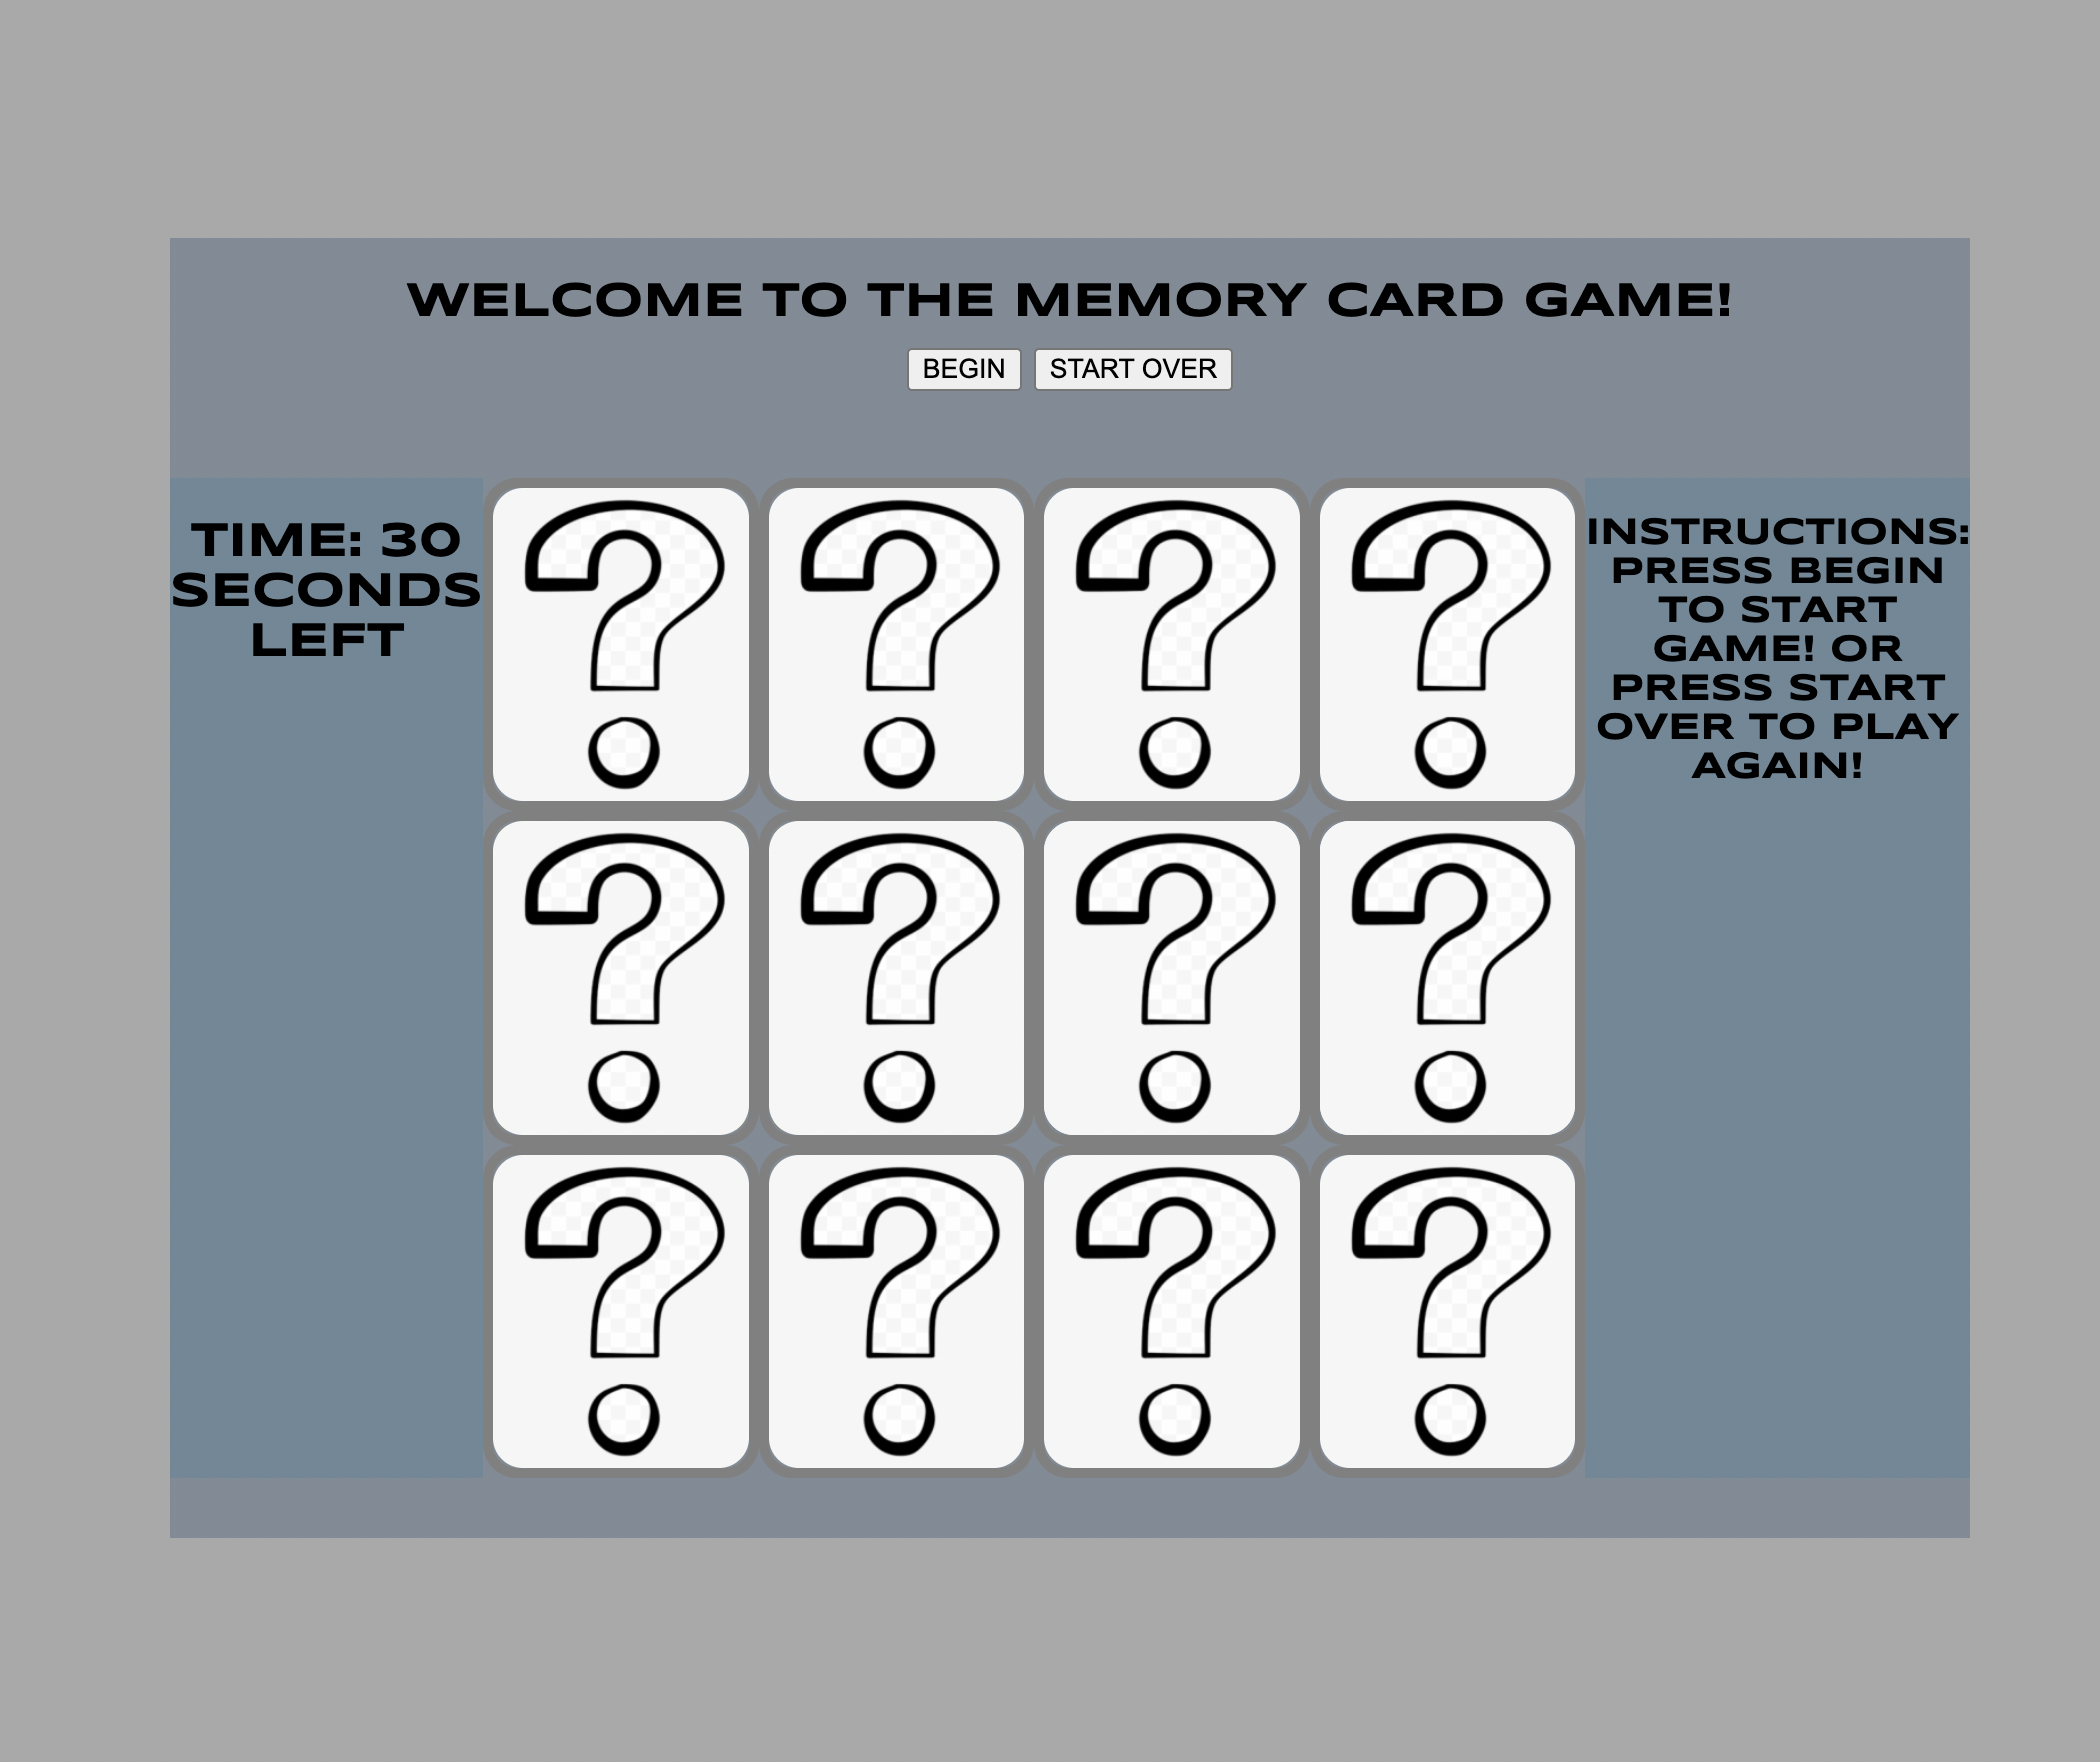 WELCOME TO THE MEMORY CARD GAME!
BEGIN
START OVER
TIME: 30
SECONDS
LEFT
? ? ? ?
? ? ? ?
? ? ? ?
INSTRUCTIONS:
PRESS BEGIN
TO START
GAME! OR
PRESS START
OVER TO PLAY
AGAIN!